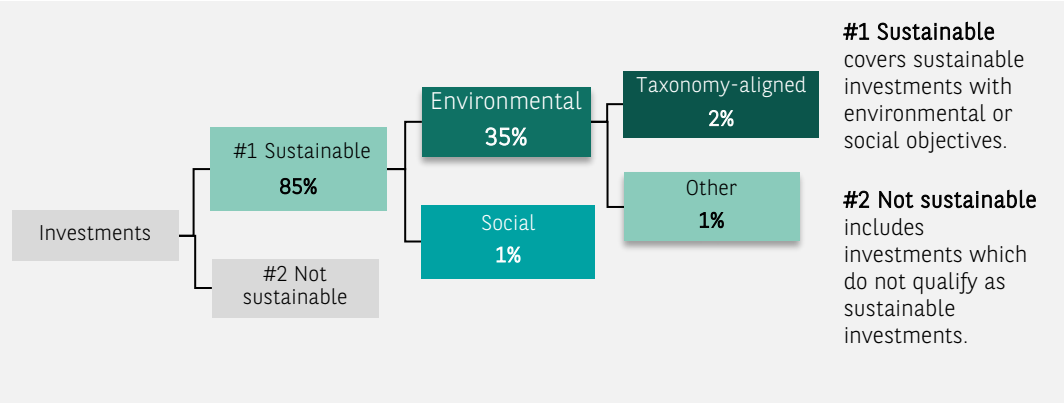 Investments
#1 Sustainable
85%
#2 Not
sustainable
Environmental
35%
Social
1%
Taxonomy-aligned
2%
Other
1%
#1 Sustainable
covers sustainable
investments with
environmental or
social objectives.
#2 Not sustainable
includes
investments which
do not qualify as
sustainable
investments.